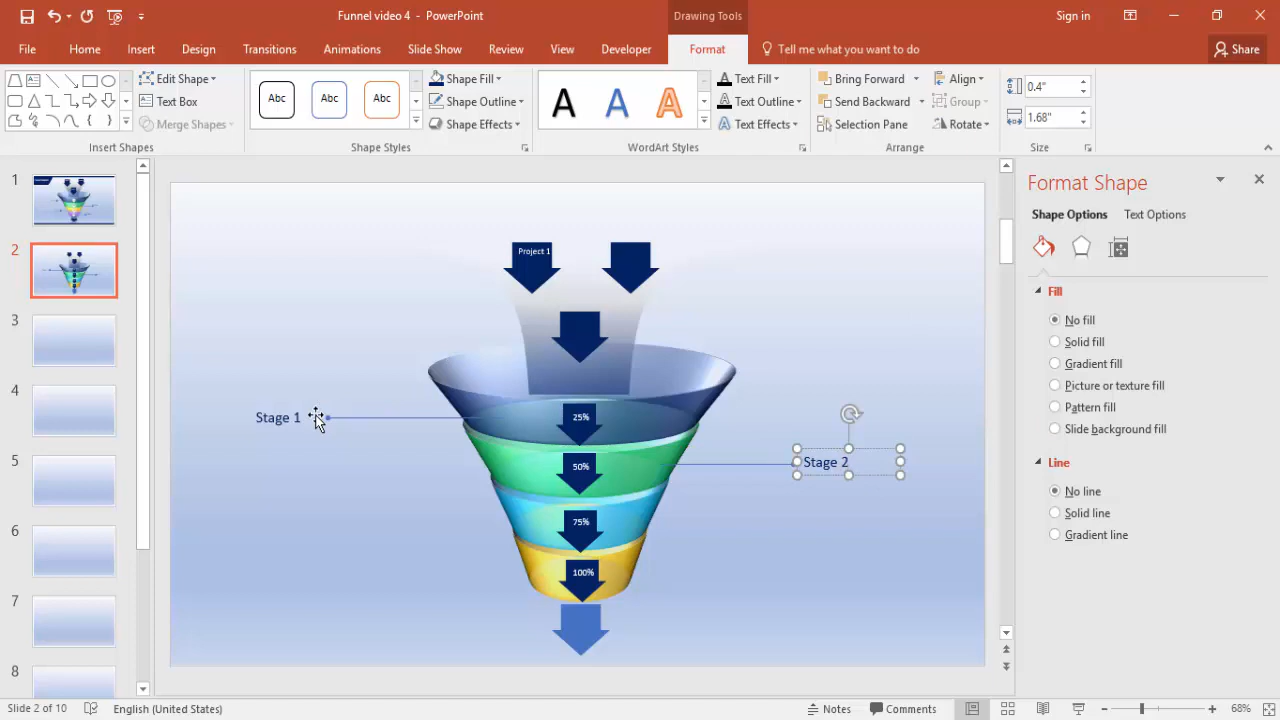 Funnel video 4 - PowerPoint
Drawing Tools
Sign in
File
Home
Insert
Design
Transitions
Animations
Slide Show
Review
View
Developer
Format
Tell me what you want to do
Share
Edit Shape
Text Box
Merge Shapes
Insert Shapes
Abc
Abc
Abc
Shape Fill
Shape Outline
Shape Effects
Shape Styles
A
A
A
Text Fill
Text Outline
Text Effects
WordArt Styles
Bring Forward
Send Backward
Selection Pane
Align
Group
Rotate
Arrange
0.4"
1.68"
Size
1
2
3
4
5
6
7
8
Project 1
Stage 1
25%
50%
Stage 2
75%
100%
Format Shape
Shape Options
Text Options
Fill
No fill
Solid fill
Gradient fill
Picture or texture fill
Pattern fill
Slide background fill
Line
No line
Solid line
Gradient line
Slide 2 of 10
English (United States)
Notes
Comments
68%